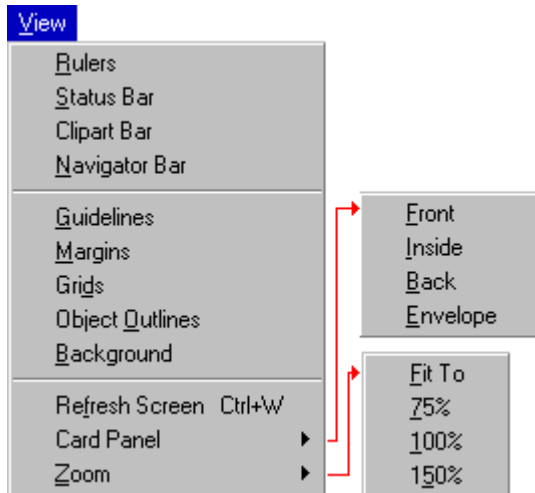 View
Rulers
Status Bar
Clipart Bar
Navigator Bar
Guidelines
Margins
Grids
Object Outlines
Background
Refresh Screen Ctrl+W
Card Panel
Zoom
Front
Inside
Back
Envelope
Fit To
75%
100%
150%